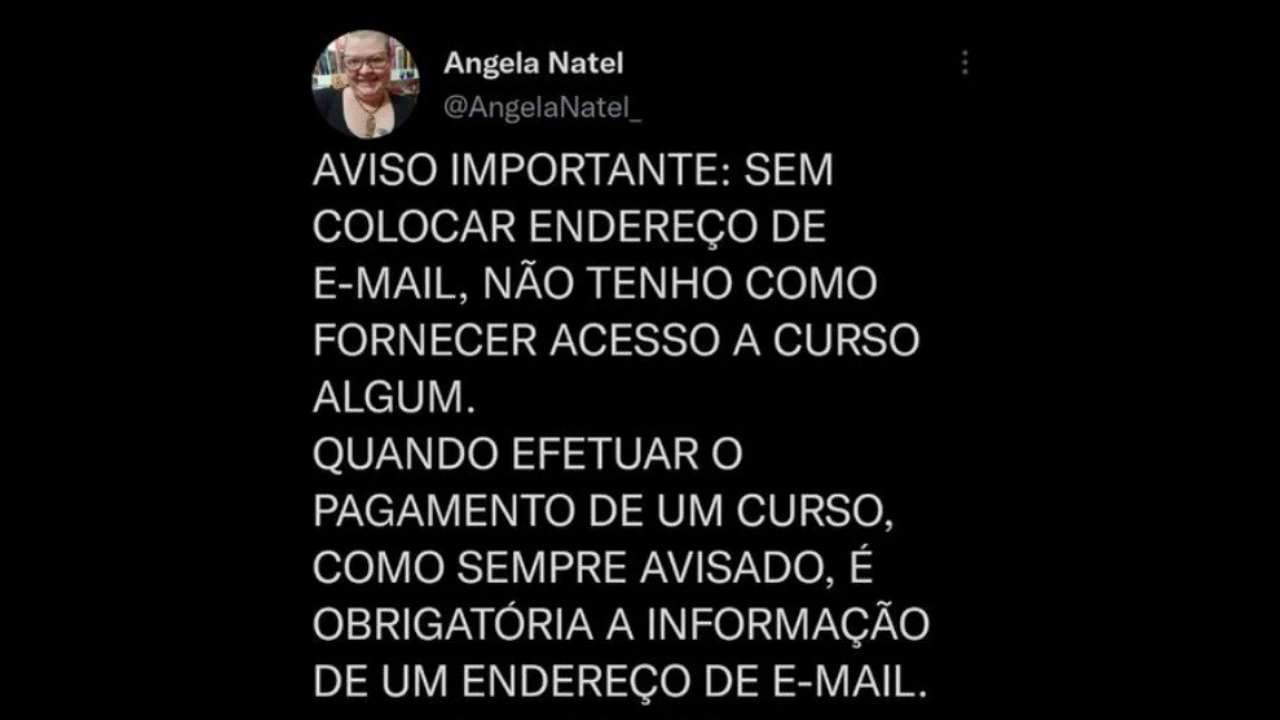 Angela Natel
@AngelaNatel_
AVISO IMPORTANTE: SEM
COLOCAR ENDEREÇO DE
E-MAIL, NÃO TENHO COMO
FORNECER ACESSO A CURSO
ALGUM.
QUANDO EFETUAR O
PAGAMENTO DE UM CURSO,
COMO SEMPRE AVISADO, É
OBRIGATÓRIA A INFORMAÇÃO
DE UM ENDEREÇO DE E-MAIL.